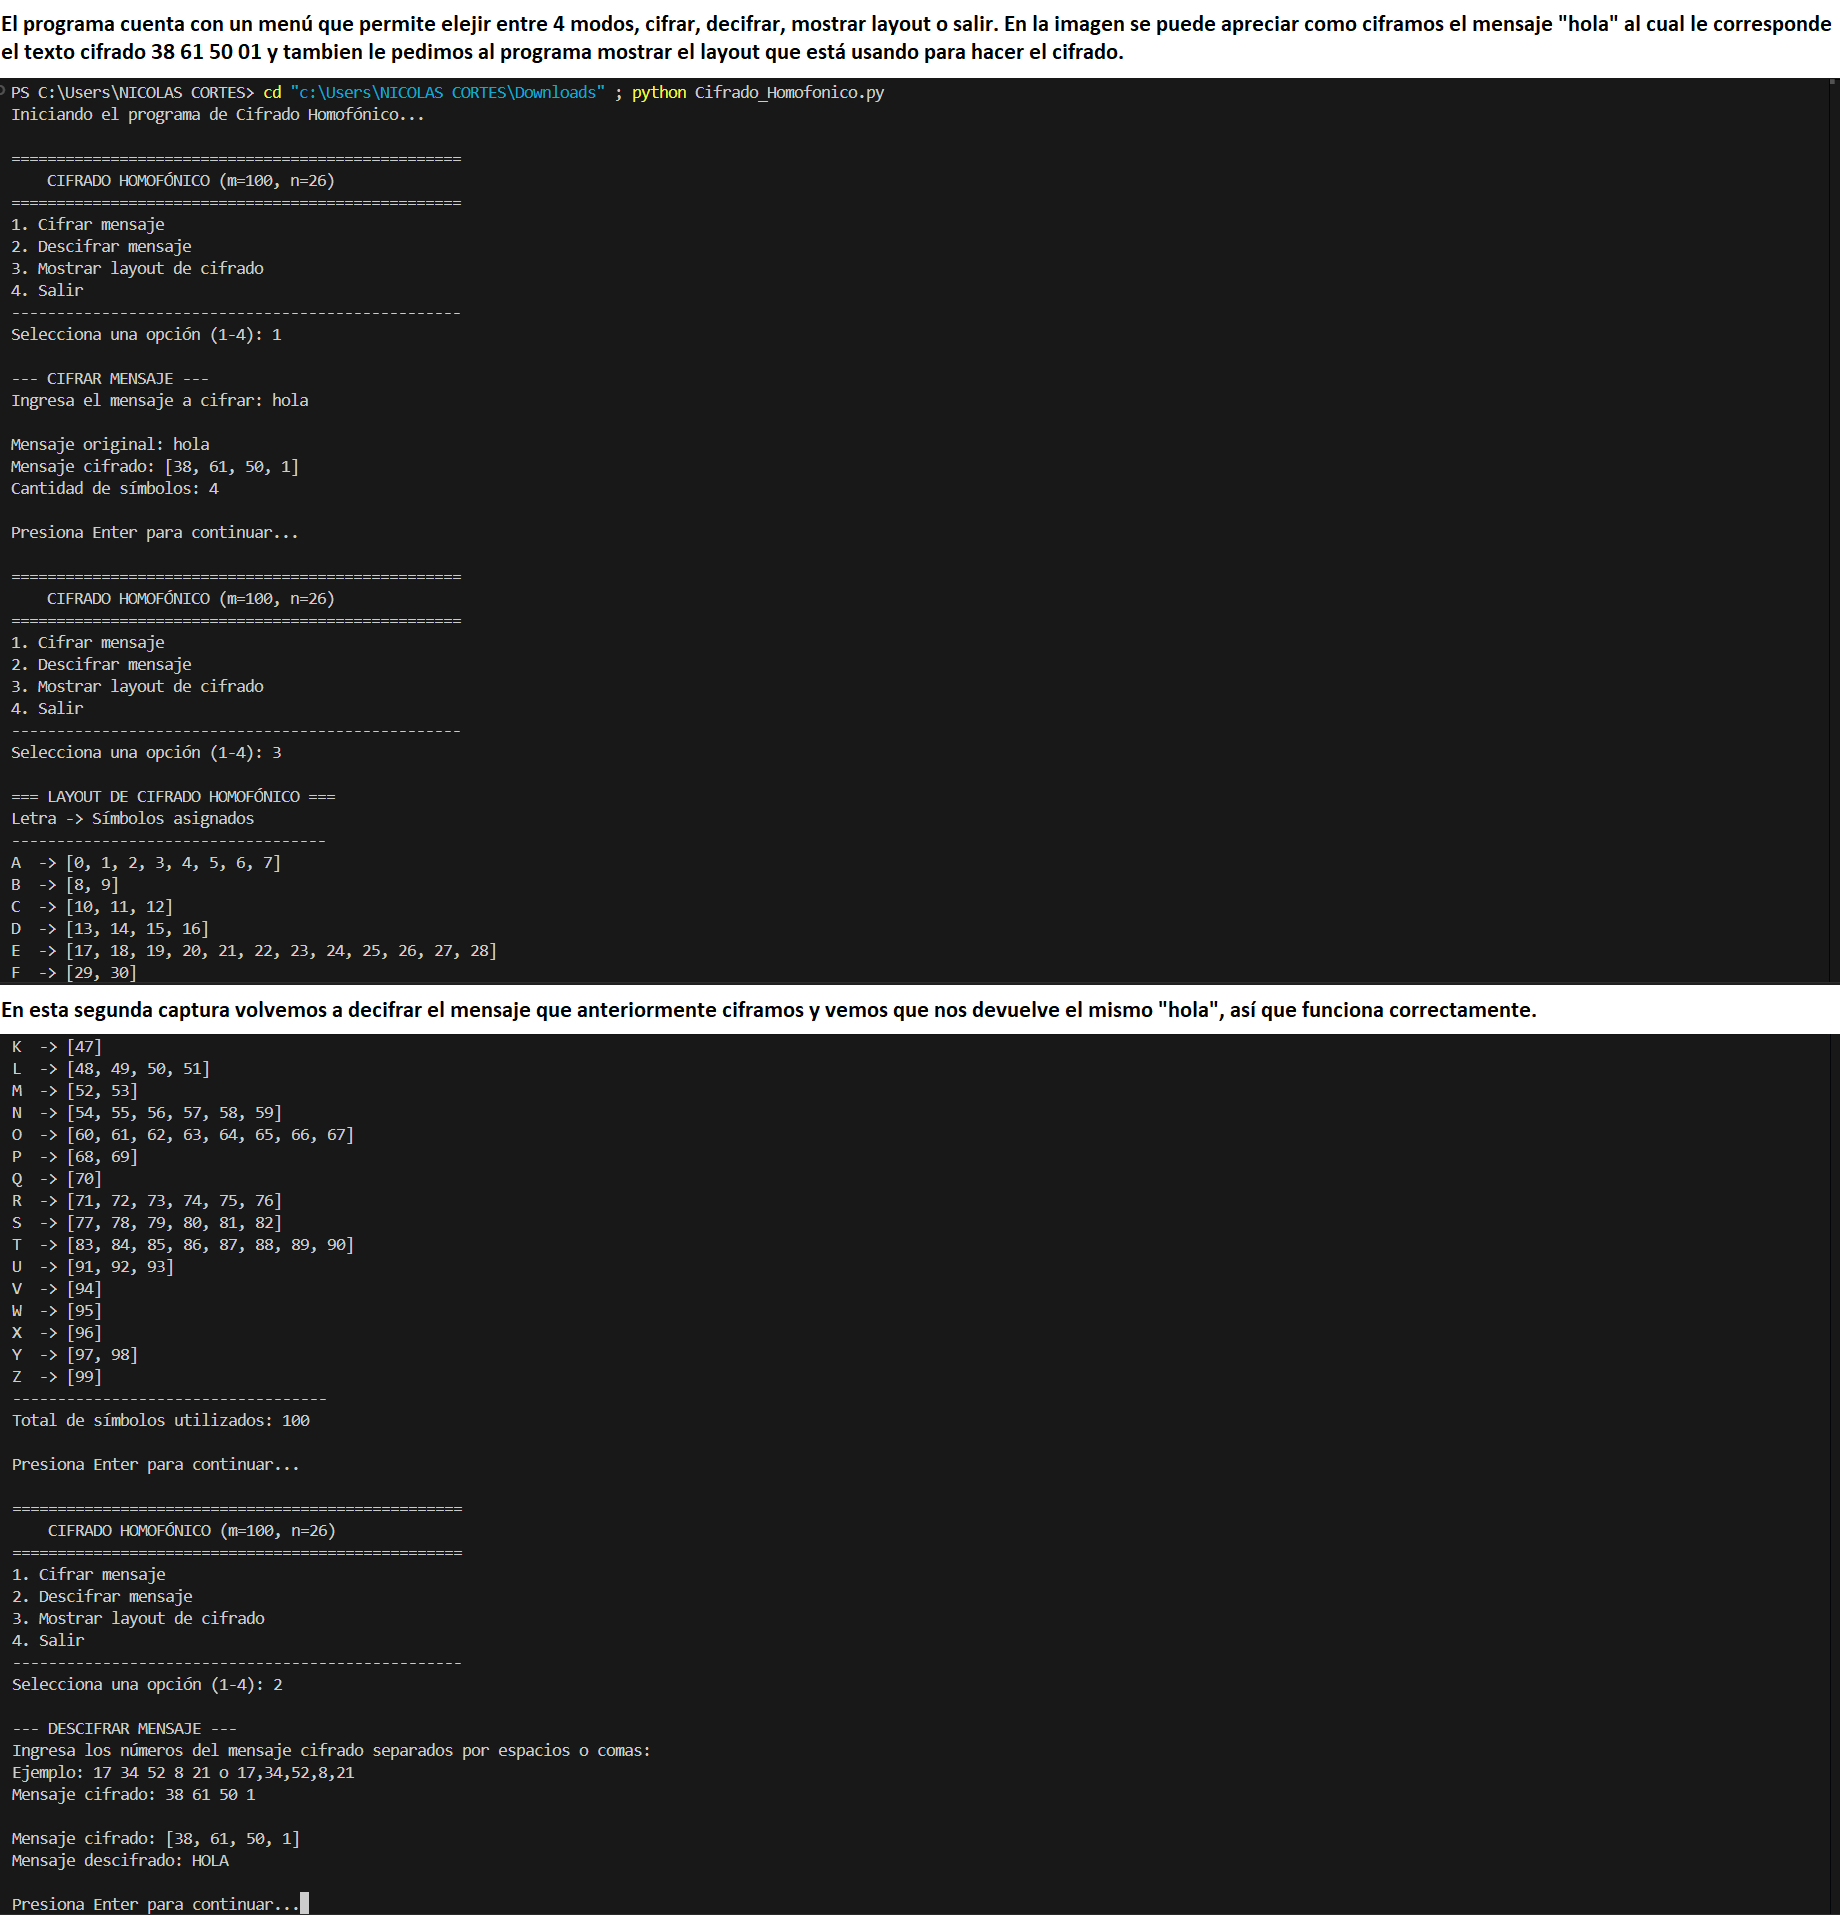 El programa cuenta con un menú que permite elejir entre 4 modos, cifrar, decifrar, mostrar layout o salir. En la imagen se puede apreciar como ciframos el mensaje "hola" al cual le corresponde
el texto cifrado 38 61 50 01 y tambien le pedimos al programa mostrar el layout que está usando para hacer el cifrado.
PS C:\Users\NICOLAS CORTES> cd "c:\Users\NICOLAS CORTES\Downloads" ; python Cifrado_Homofonico.py
Iniciando el programa de Cifrado Homofónico...
==================================================
CIFRADO HOMOFÓNICO (m=100, n=26)
==================================================
1. Cifrar mensaje
2. Descifrar mensaje
3. Mostrar layout de cifrado
4. Salir
--------------------------------------------------
Selecciona una opción (1-4): 1
--- CIFRAR MENSAJE ---
Ingresa el mensaje a cifrar: hola
Mensaje original: hola
Mensaje cifrado: [38, 61, 50, 1]
Cantidad de símbolos: 4
Presiona Enter para continuar...
==================================================
CIFRADO HOMOFÓNICO (m=100, n=26)
==================================================
1. Cifrar mensaje
2. Descifrar mensaje
3. Mostrar layout de cifrado
4. Salir
--------------------------------------------------
Selecciona una opción (1-4): 3
=== LAYOUT DE CIFRADO HOMOFÓNICO ===
Letra -> Símbolos asignados
-----------------------------------
A -> [0, 1, 2, 3, 4, 5, 6, 7]
B -> [8, 9]
C -> [10, 11, 12]
D -> [13, 14, 15, 16]
E -> [17, 18, 19, 20, 21, 22, 23, 24, 25, 26, 27, 28]
F -> [29, 30]
En esta segunda captura volvemos a decifrar el mensaje que anteriormente ciframos y vemos que nos devuelve el mismo "hola", así que funciona correctamente.
K -> [47]
L -> [48, 49, 50, 51]
M -> [52, 53]
N -> [54, 55, 56, 57, 58, 59]
O -> [60, 61, 62, 63, 64, 65, 66, 67]
P -> [68, 69]
Q -> [70]
R -> [71, 72, 73, 74, 75, 76]
S -> [77, 78, 79, 80, 81, 82]
T -> [83, 84, 85, 86, 87, 88, 89, 90]
U -> [91, 92, 93]
V -> [94]
W -> [95]
X -> [96]
Y -> [97, 98]
Z -> [99]
-----------------------------------
Total de símbolos utilizados: 100
Presiona Enter para continuar...
==================================================
CIFRADO HOMOFÓNICO (m=100, n=26)
==================================================
1. Cifrar mensaje
2. Descifrar mensaje
3. Mostrar layout de cifrado
4. Salir
--------------------------------------------------
Selecciona una opción (1-4): 2
--- DESCIFRAR MENSAJE ---
Ingresa los números del mensaje cifrado separados por espacios o comas:
Ejemplo: 17 34 52 8 21 o 17,34,52,8,21
Mensaje cifrado: 38 61 50 1
Mensaje cifrado: [38, 61, 50, 1]
Mensaje descifrado: HOLA
Presiona Enter para continuar...